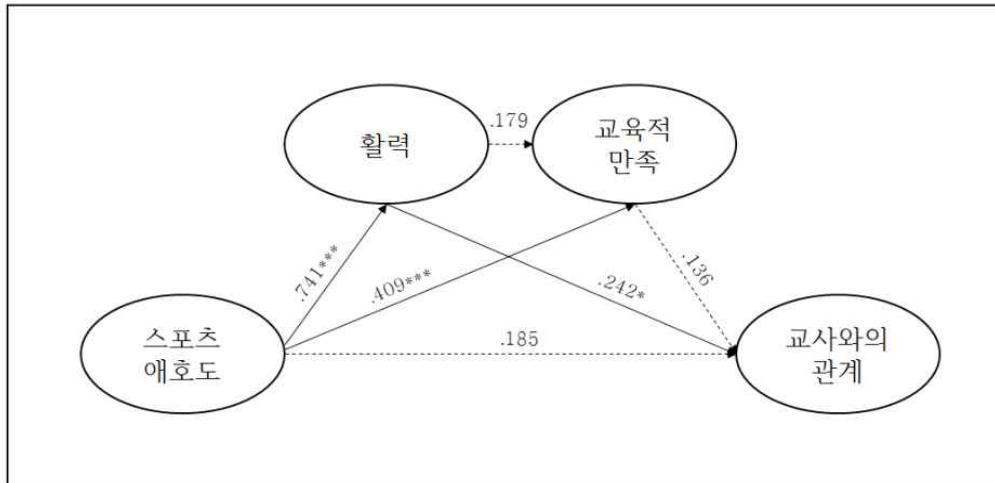 .179
활력
교육적
만족
.741***
.409***
.242*
.136
스포츠
애호도
.185
교사와의
관계